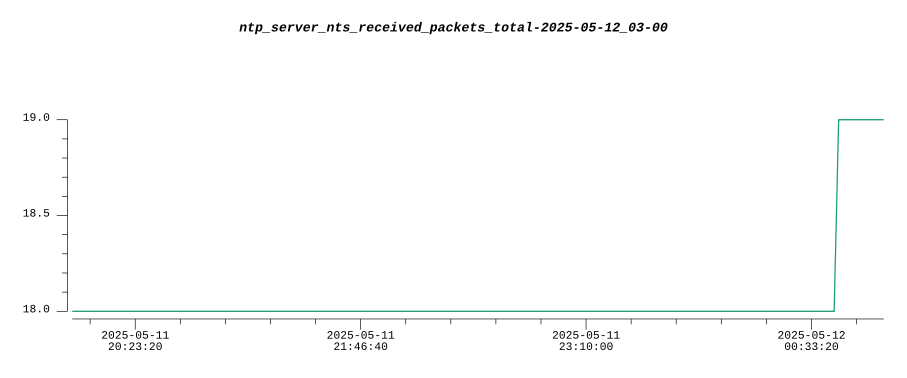 ntp_server_nts_received_packets_total-2025-05-12_03-00
19.0
18.5
18.0
2025-05-11 2025-05-11 2025-05-11 2025-05-12
20:23:20 21:46:40 23:10:00 00:33:20